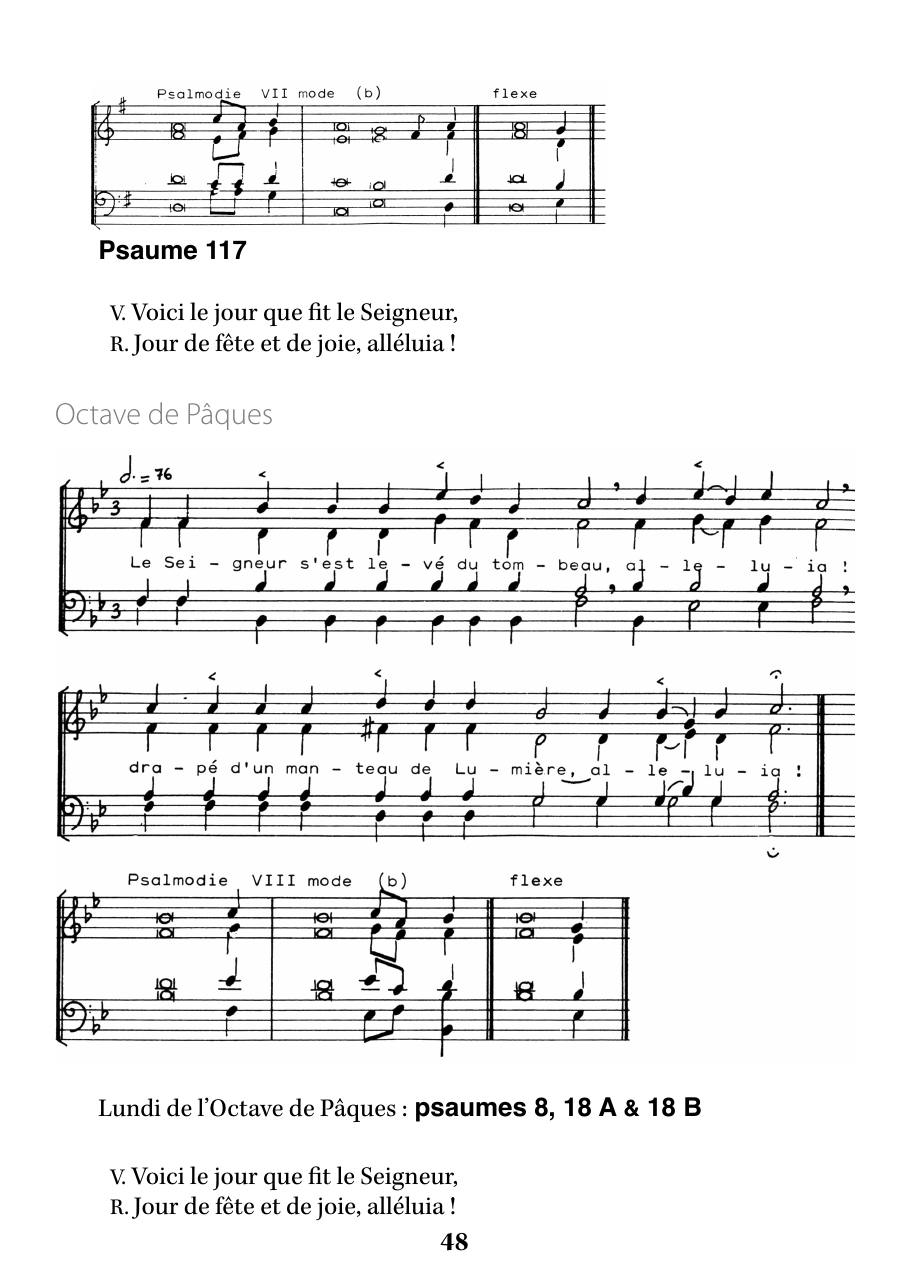 Psalmodie VII mode (b) flexe
Psaume 117
V. Voici le jour que fit le Seigneur,
R. Jour de fête et de joie, alléluia !
Octave de Pâques
= 76
3
Le Sei - gneur s'est le - vé du tom - beau, al - le - lu - ia !
3
dra - pé d'un man - teau de Lu - mière, al - le - lu - ia !
Psalmodie VIII mode (b) flexe
Lundi de l’Octave de Pâques : psaumes 8, 18 A & 18 B
V. Voici le jour que fit le Seigneur,
R. Jour de fête et de joie, alléluia !
48